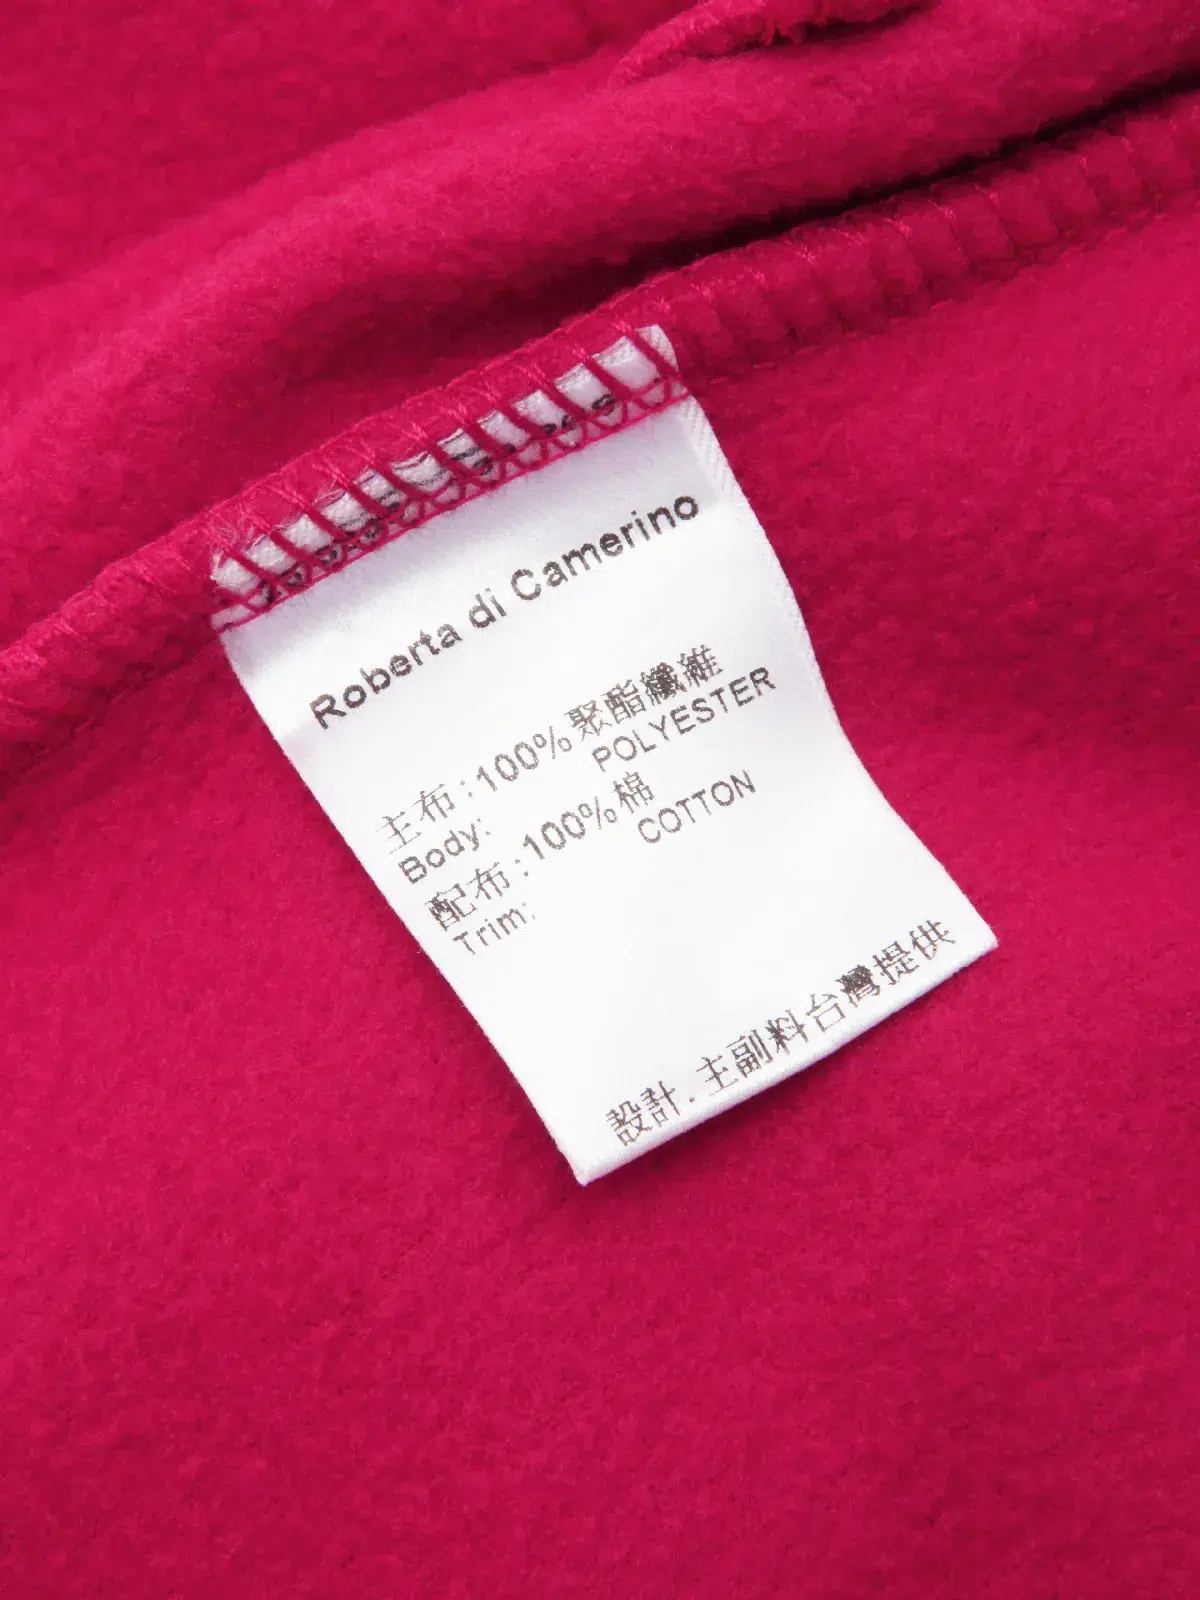 Roberta di Camerino
主布:100%聚酯纖維
Body: POLYESTER
配布:100%棉
Trim: COTTON
設計.主副料台灣提供